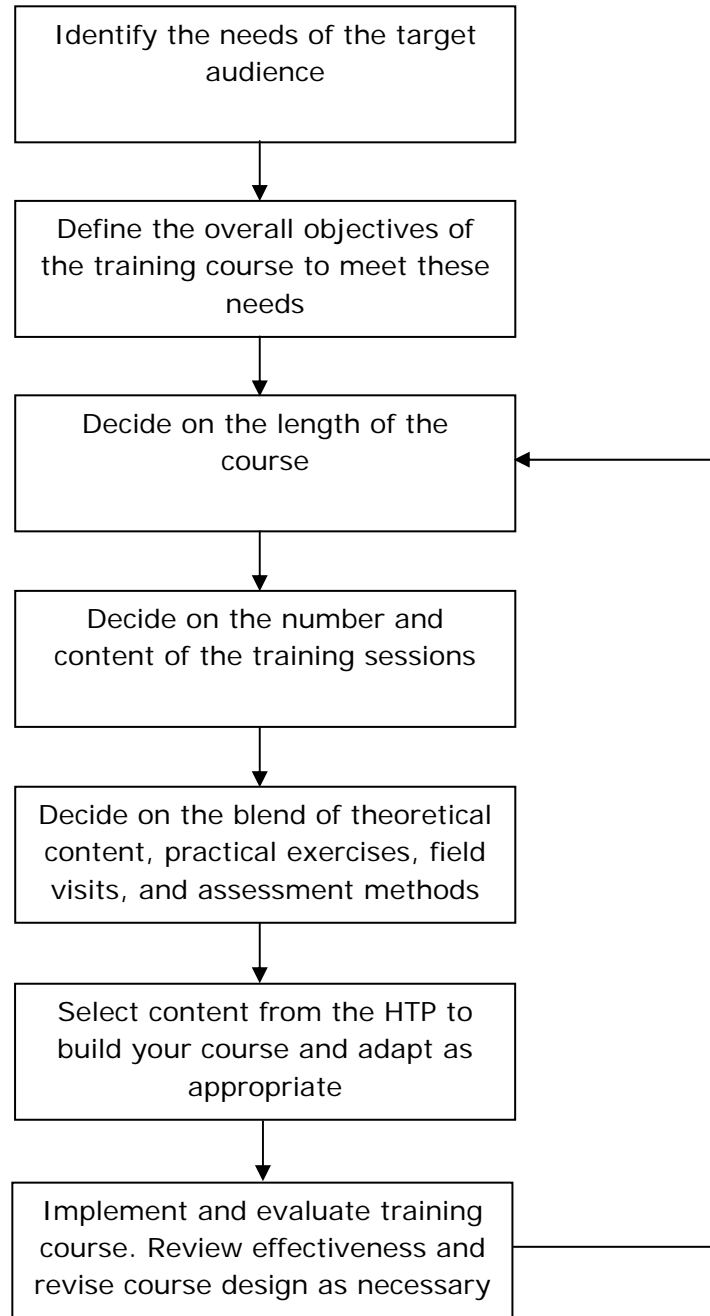 Identify the needs of the target
audience
Define the overall objectives of
the training course to meet these
needs
Decide on the length of the
course
Decide on the number and
content of the training sessions
Decide on the blend of theoretical
content, practical exercises, field
visits, and assessment methods
Select content from the HTP to
build your course and adapt as
appropriate
Implement and evaluate training
course. Review effectiveness and
revise course design as necessary